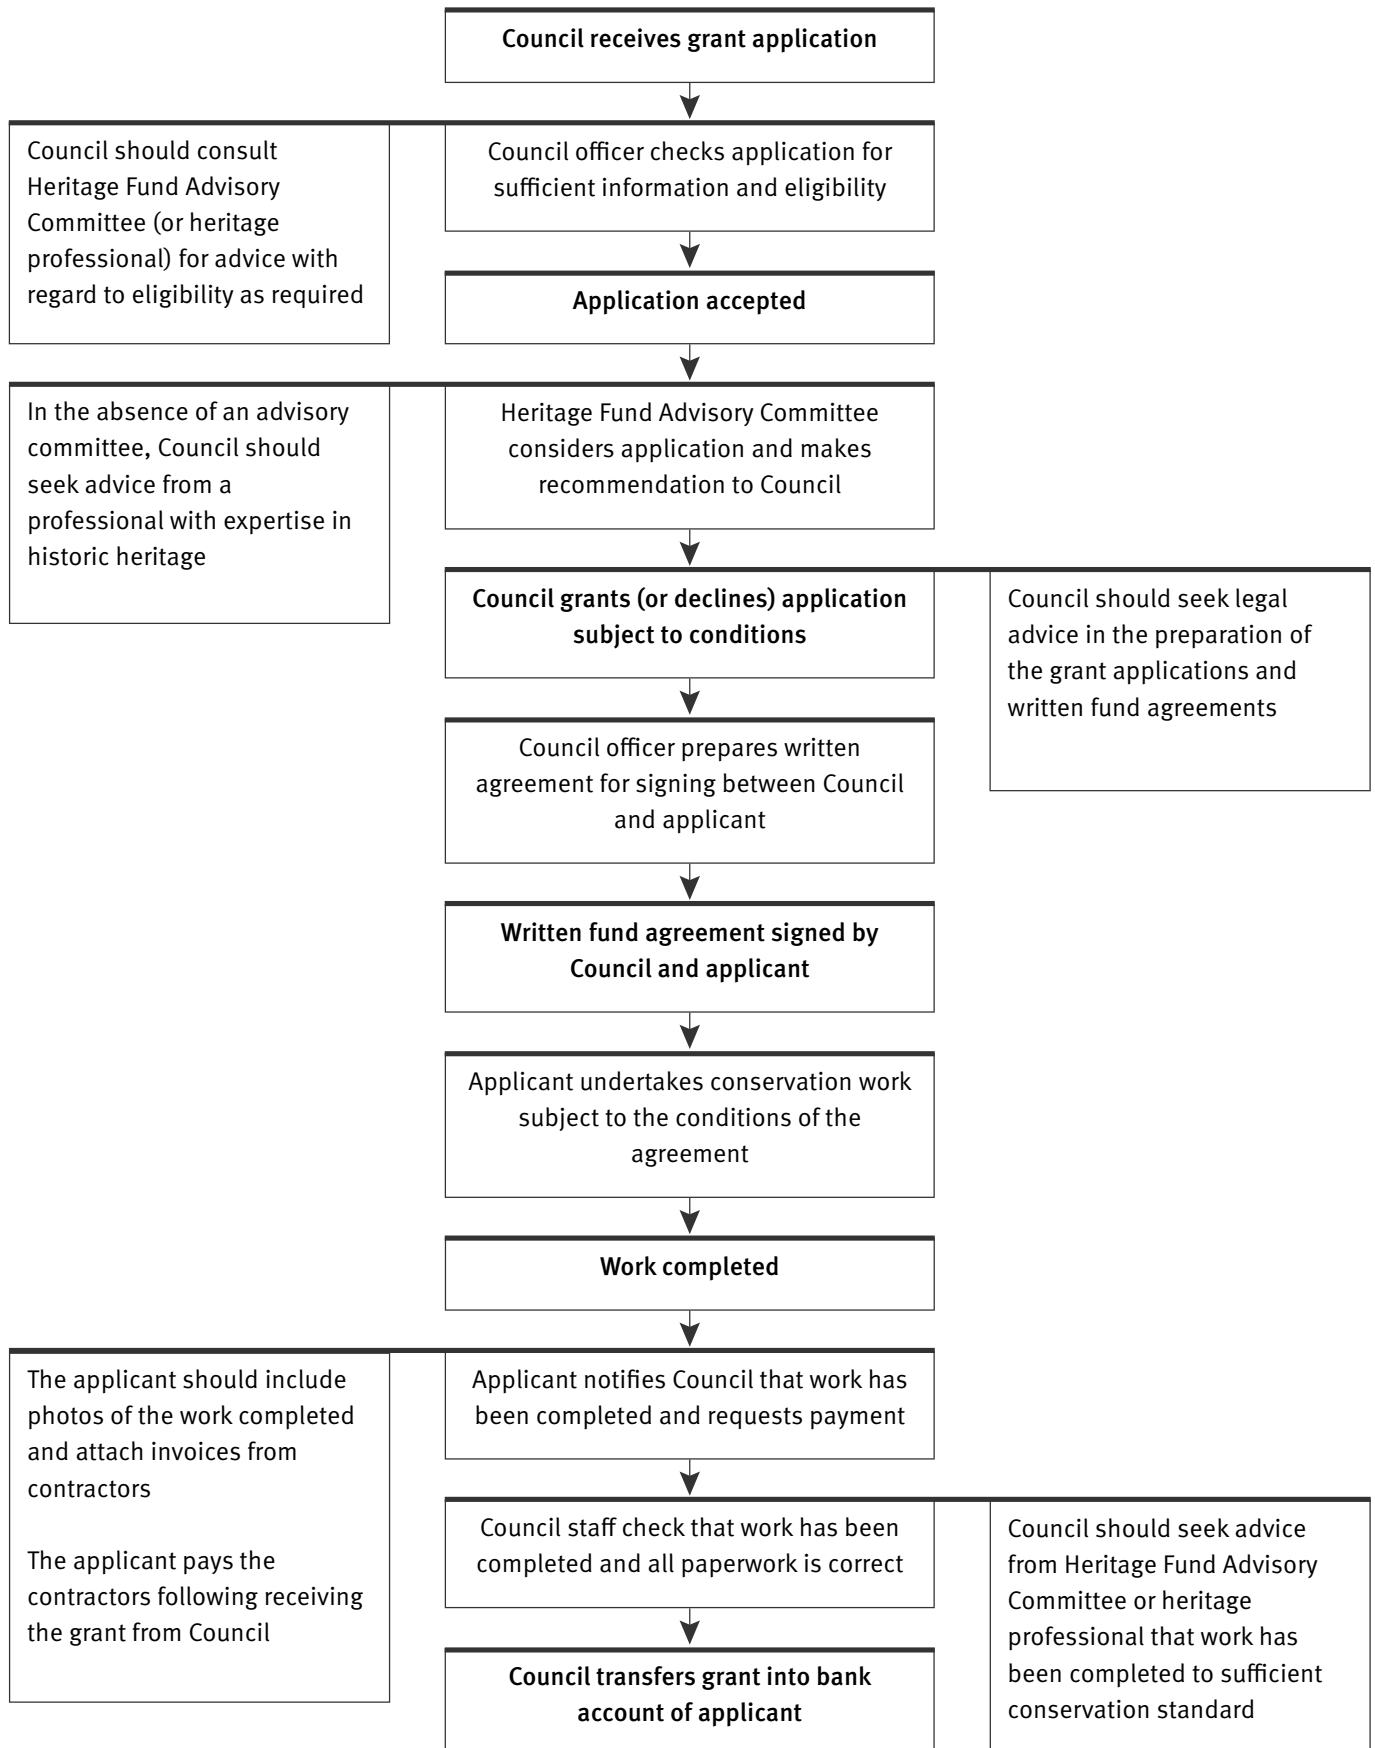 Council receives grant application
Council should consult
Heritage Fund Advisory
Committee (or heritage
professional) for advice with
regard to eligibility as required
Council officer checks application for
sufficient information and eligibility
Application accepted
In the absence of an advisory
committee, Council should
seek advice from a
professional with expertise in
historic heritage
Heritage Fund Advisory Committee
considers application and makes
recommendation to Council
Council grants (or declines) application
subject to conditions
Council should seek legal
advice in the preparation of
the grant applications and
written fund agreements
Council officer prepares written
agreement for signing between Council
and applicant
Written fund agreement signed by
Council and applicant
Applicant undertakes conservation work
subject to the conditions of the
agreement
Work completed
The applicant should include
photos of the work completed
and attach invoices from
contractors
The applicant pays the
contractors following receiving
the grant from Council
Applicant notifies Council that work has
been completed and requests payment
Council staff check that work has been
completed and all paperwork is correct
Council should seek advice
from Heritage Fund Advisory
Committee or heritage
professional that work has
been completed to sufficient
conservation standard
Council transfers grant into bank
account of applicant